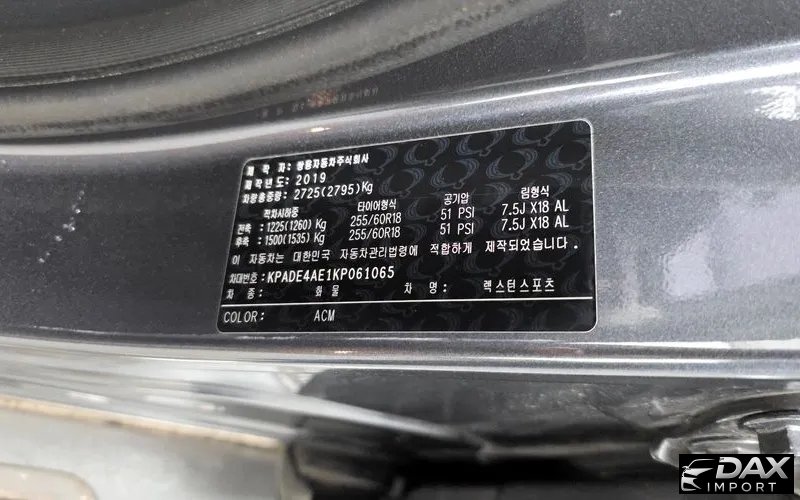 제 작 자: 쌍용자동차주식회사
제작년도: 2019
차량총중량: 2725(2795)Kg
적차시하중 타이어형식 공기압 림형식
전축: 1225(1260) Kg 255/60R18 51 PSI 7.5J X18 AL
후축: 1500(1535) Kg 255/60R18 51 PSI 7.5J X18 AL
이 자동차는 대한민국 자동차관리법령에 적합하게 제작되었습니다.
차대번호: KPADE4AE1KP061065
차 종: 화 물 차 명: 렉스턴스포츠
COLOR: ACM
DAX
IMPORT